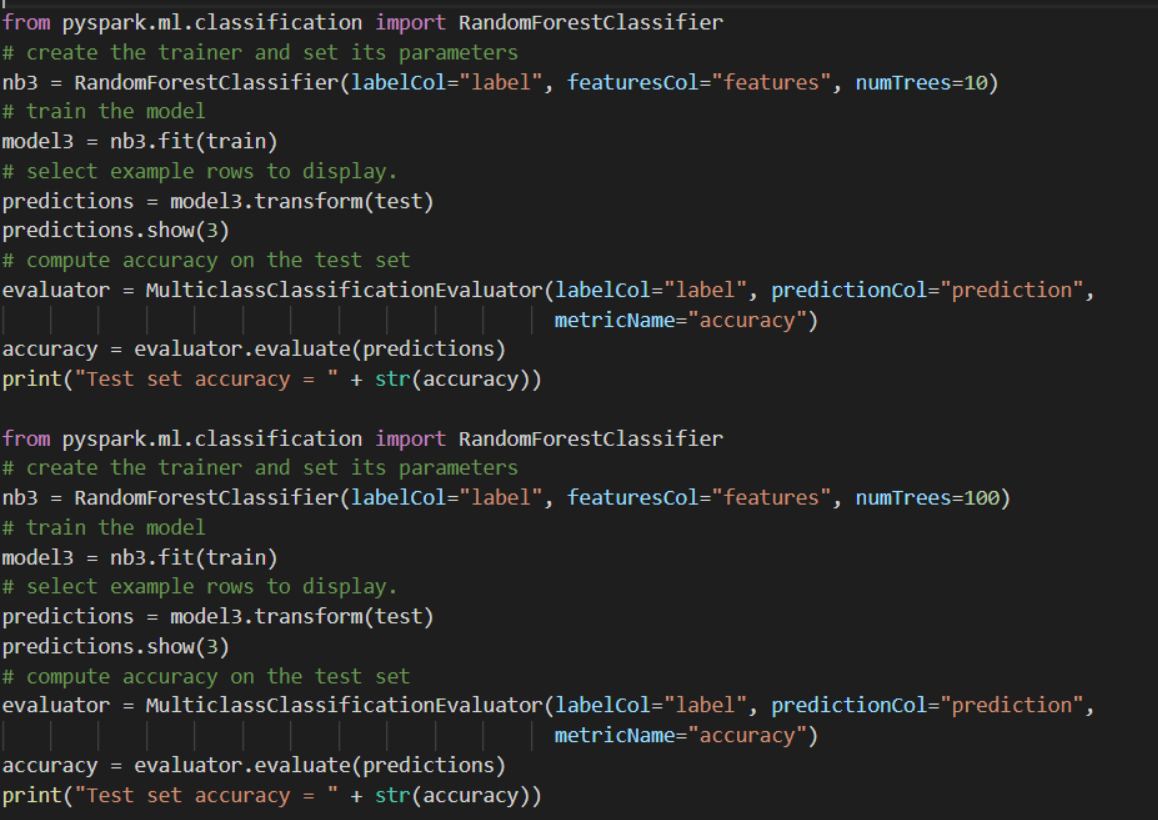 from pyspark.ml.classification import RandomForestClassifier
# create the trainer and set its parameters
nb3 = RandomForestClassifier(labelCol="label", featuresCol="features", numTrees=10)
# train the model
model3 = nb3.fit(train)
# select example rows to display.
predictions = model3.transform(test)
predictions.show(3)
# compute accuracy on the test set
evaluator = MulticlassClassificationEvaluator(labelCol="label", predictionCol="prediction",
metricName="accuracy")
accuracy = evaluator.evaluate(predictions)
print("Test set accuracy = " + str(accuracy))

from pyspark.ml.classification import RandomForestClassifier
# create the trainer and set its parameters
nb3 = RandomForestClassifier(labelCol="label", featuresCol="features", numTrees=100)
# train the model
model3 = nb3.fit(train)
# select example rows to display.
predictions = model3.transform(test)
predictions.show(3)
# compute accuracy on the test set
evaluator = MulticlassClassificationEvaluator(labelCol="label", predictionCol="prediction",
metricName="accuracy")
accuracy = evaluator.evaluate(predictions)
print("Test set accuracy = " + str(accuracy))